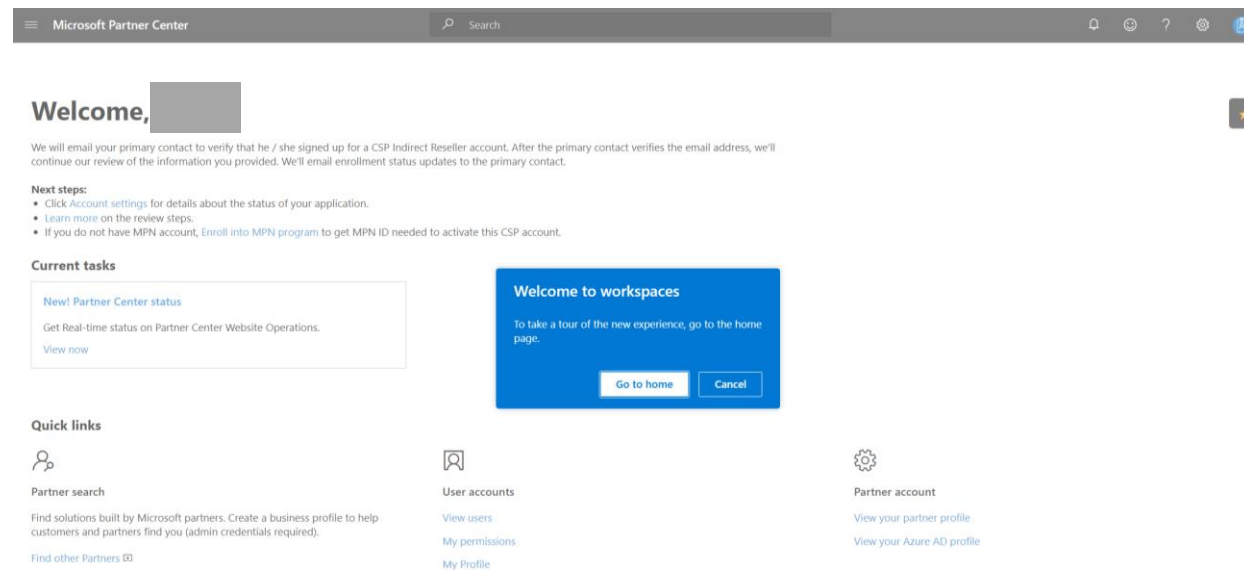 Microsoft Partner Center
Search
Welcome,
We will email your primary contact to verify that he / she signed up for a CSP Indirect Reseller account. After the primary contact verifies the email address, we'll
continue our review of the information you provided. We'll email enrollment status updates to the primary contact.
Next steps:
• Click Account settings for details about the status of your application.
• Learn more on the review steps.
• If you do not have MPN account, Enroll into MPN program to get MPN ID needed to activate this CSP account.
Current tasks
New! Partner Center status
Get Real-time status on Partner Center Website Operations.
View now
Welcome to workspaces
To take a tour of the new experience, go to the home
page.
Go to home
Cancel
Quick links
Partner search
Find solutions built by Microsoft partners. Create a business profile to help
customers and partners find you (admin credentials required).
Find other Partners
User accounts
View users
My permissions
My Profile
Partner account
View your partner profile
View your Azure AD profile